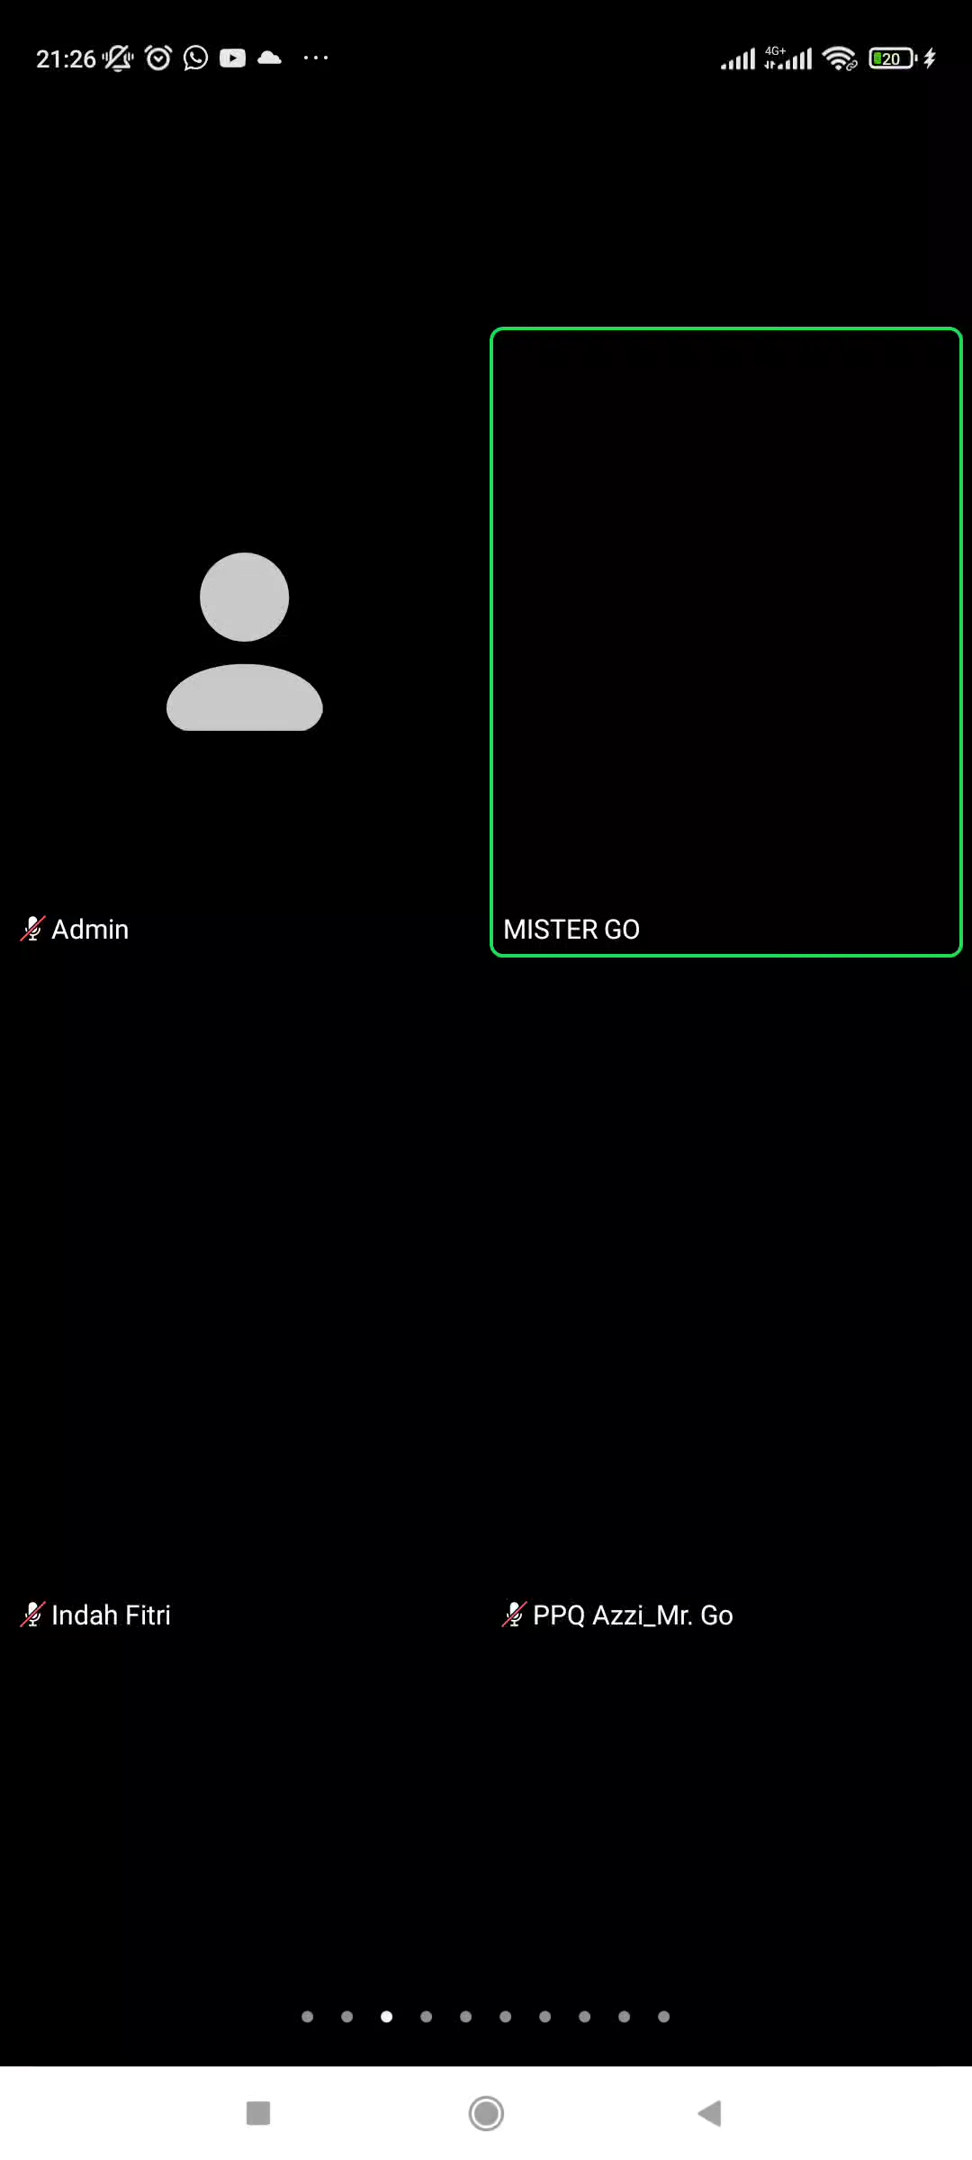 21:26
4G+
20
Admin
MISTER GO
Indah Fitri
PPQ Azzi_Mr. Go